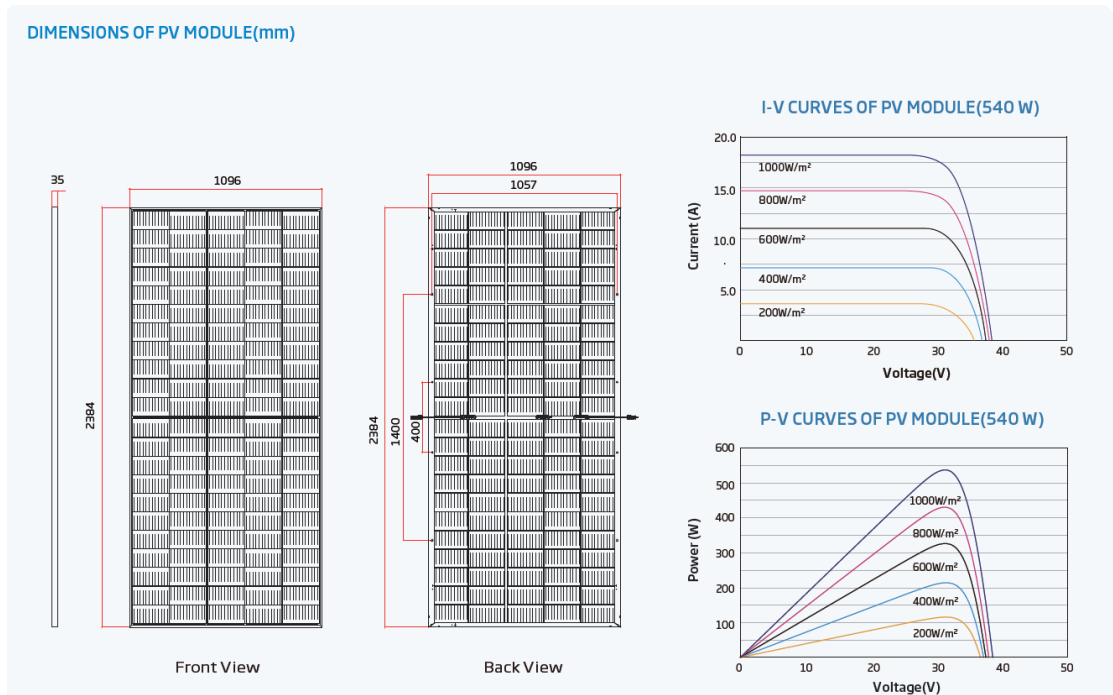 DIMENSIONS OF PV MODULE(mm)
35
1096
2384
Front View
1096
1057
2384
1400
400
Back View
I-V CURVES OF PV MODULE(540 W)
Current (A)
20.0
15.0
10.0
5.0
1000W/m²
800W/m²
600W/m²
400W/m²
200W/m²
0 10 20 30 40 50
Voltage(V)
P-V CURVES OF PV MODULE(540 W)
Power (W)
600
500
400
300
200
100
1000W/m²
800W/m²
600W/m²
400W/m²
200W/m²
0 10 20 30 40 50
Voltage(V)